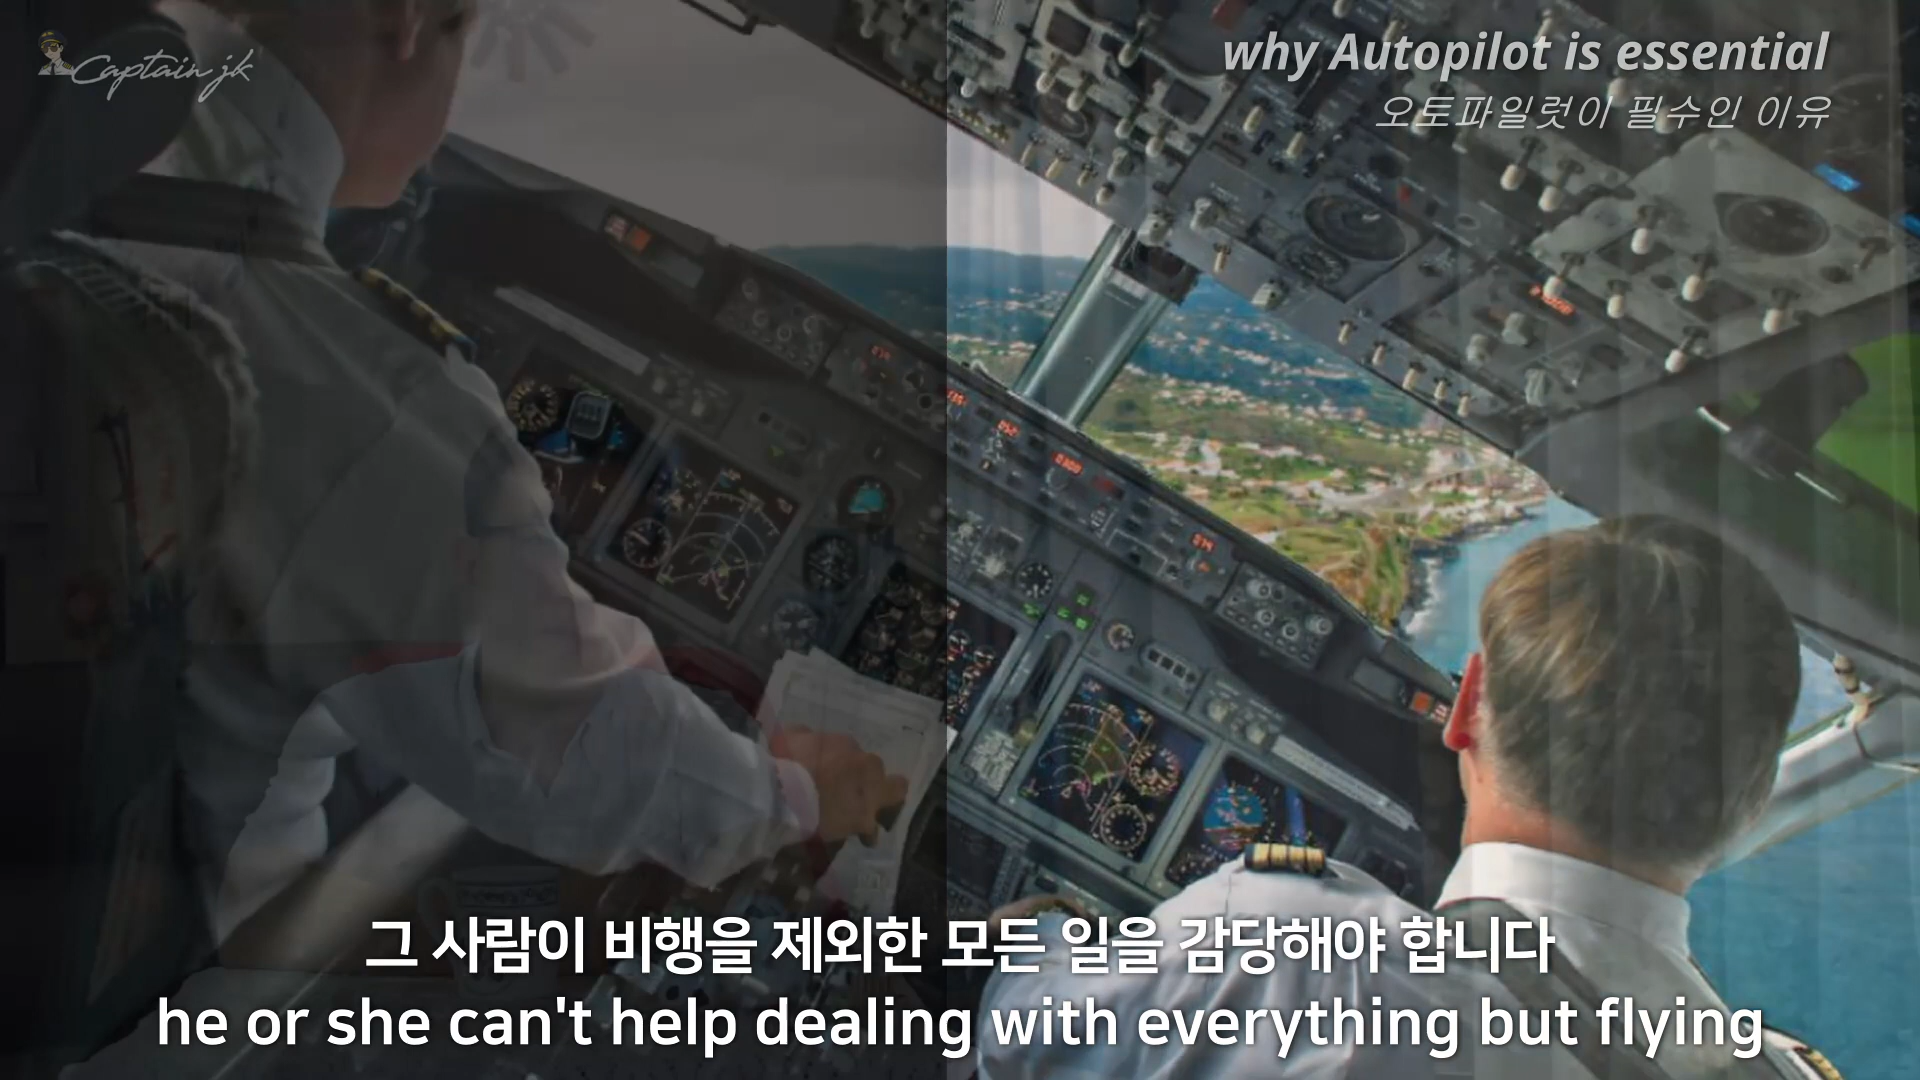 Captain jk
why Autopilot is essential
오토파일럿이 필수인 이유
그 사람이 비행을 제외한 모든 일을 감당해야 합니다
he or she can't help dealing with everything but flying